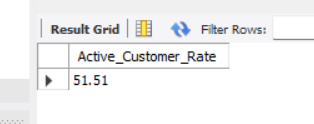 Result Grid Filter Rows:
Active_Customer_Rate
51.51